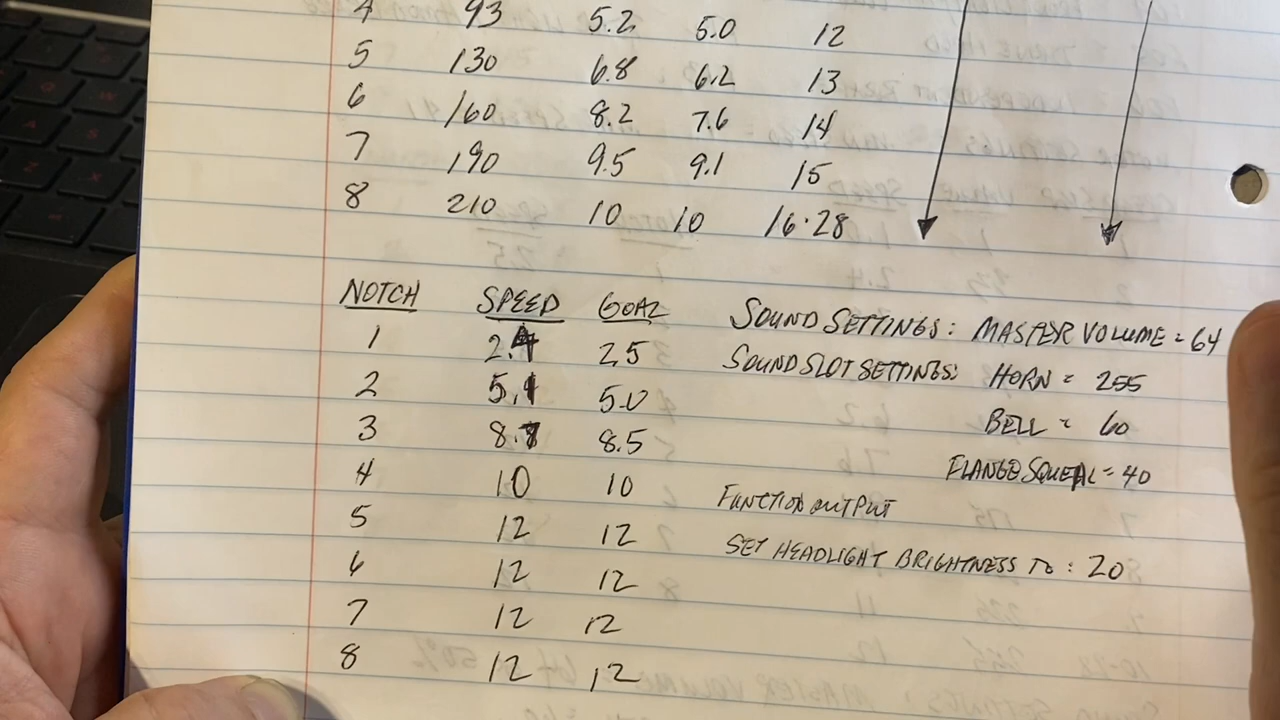 4 93 5.2 5.0 12
5 130 6.8 6.2 13
6 160 8.2 7.6 14
7 190 9.5 9.1 15
8 210 10 10 16-28
NOTCH SPEED GOAL
1 2.4 2.5
2 5.1 5.0
3 8.7 8.5
4 10 10
5 12 12
6 12 12
7 12 12
8 12 12
SOUND SETTINGS: MASTER VOLUME = 64
SOUND SLOT SETTINGS: HORN = 255
BELL = 60
FLANGE SQUEAL = 40
FUNCTION OUTPUT
SET HEADLIGHT BRIGHTNESS TO: 20